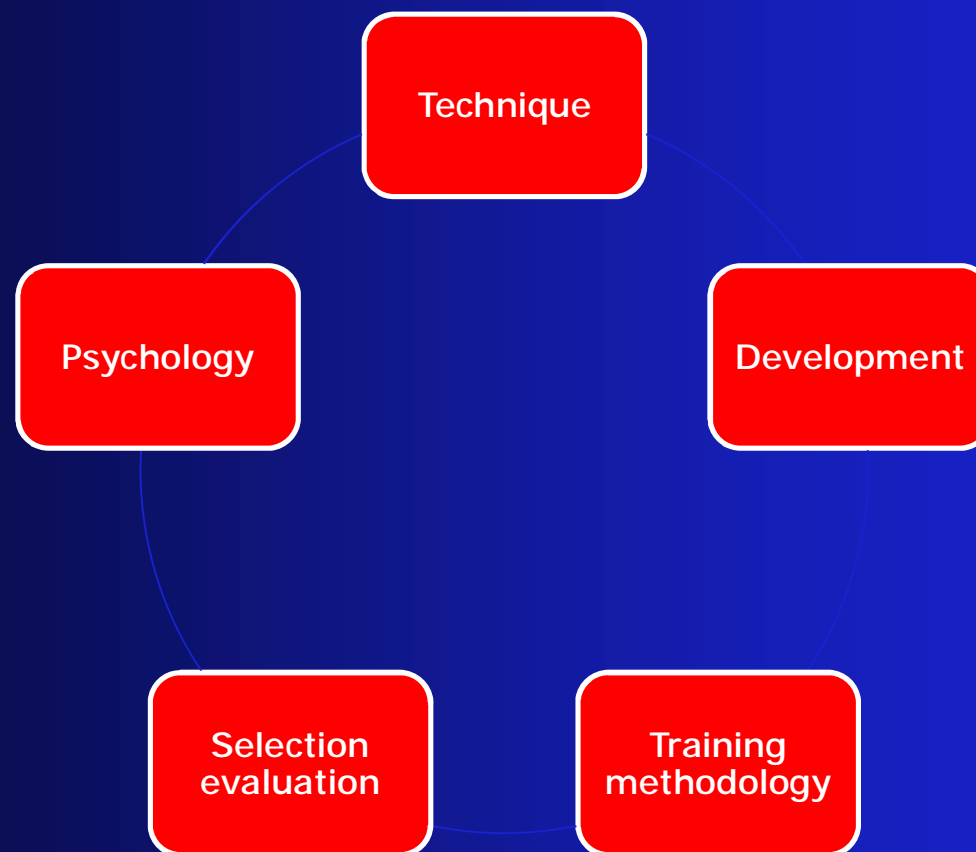 Technique
Psychology
Development
Selection
evaluation
Training
methodology